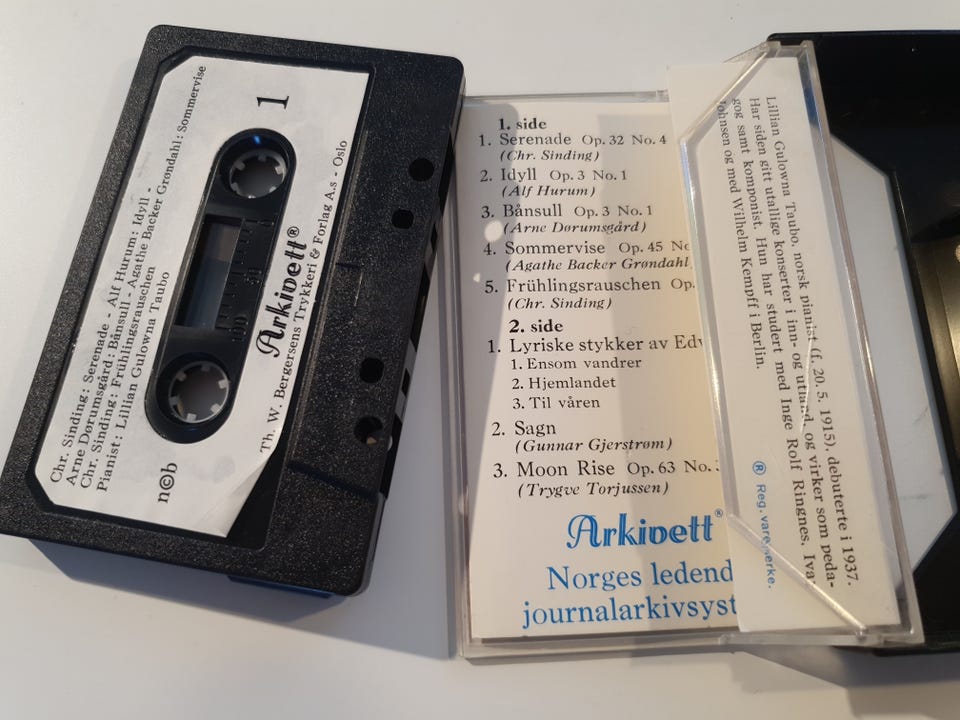 Chr. Sinding: Serenade - Alf Hurum: Idyll -
Arne Dørumsgård: Bånsull - Agathe Backer Grøndahl: Sommervise
Chr. Sinding: Frühlingsrauschen
Pianist: Lillian Gulowna Taubo
n©b
1
Arkivett®
Th. W. Bergersens Trykkeri & Forlag A.s - Oslo
100
50
1. side
1. Serenade Op. 32 No. 4
(Chr. Sinding)
2. Idyll Op. 3 No. 1
(Alf Hurum)
3. Bånsull Op. 3 No. 1
(Arne Dørumsgård)
4. Sommervise Op. 45 No
(Agathe Backer Grøndahl
5. Frühlingsrauschen Op.
(Chr. Sinding)
2. side
1. Lyriske stykker av Edv
1. Ensom vandrer
2. Hjemlandet
3. Til våren
2. Sagn
(Gunnar Gjerstrøm)
3. Moon Rise Op. 63 No.
(Trygve Torjussen)
Arkivett®
Norges ledend
journalarkivsyst
Lillian Gulowna Taubo, norsk pianist (f. 20. 5. 1915), debuterte i 1937.
Har siden gitt utallige konserter i inn- og utland, og virker som peda-
gog samt komponist. Hun har studert med Inge Rolf Ringnes, Ivar
Johnsen og med Wilhelm Kempff i Berlin.
® Reg. varemerke.